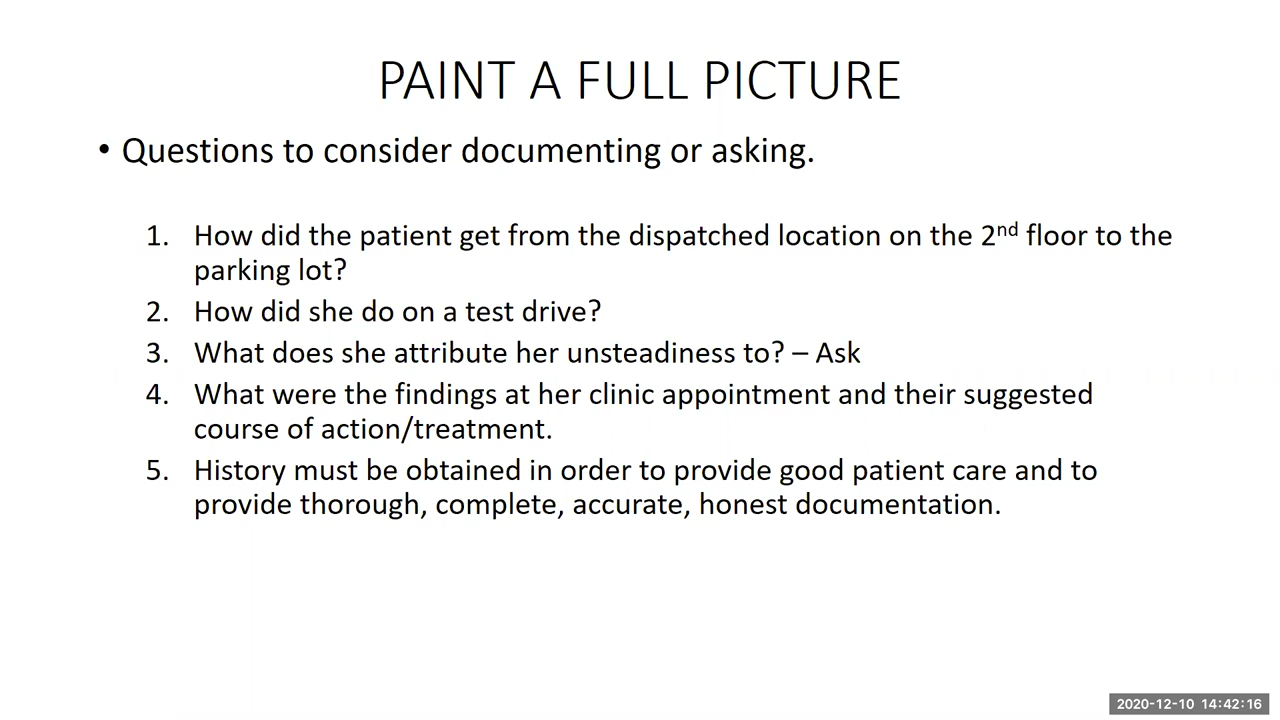 PAINT A FULL PICTURE
• Questions to consider documenting or asking.
1. How did the patient get from the dispatched location on the 2nd floor to the
parking lot?
2. How did she do on a test drive?
3. What does she attribute her unsteadiness to? – Ask
4. What were the findings at her clinic appointment and their suggested
course of action/treatment.
5. History must be obtained in order to provide good patient care and to
provide thorough, complete, accurate, honest documentation.
2020-12-10 14:42:16